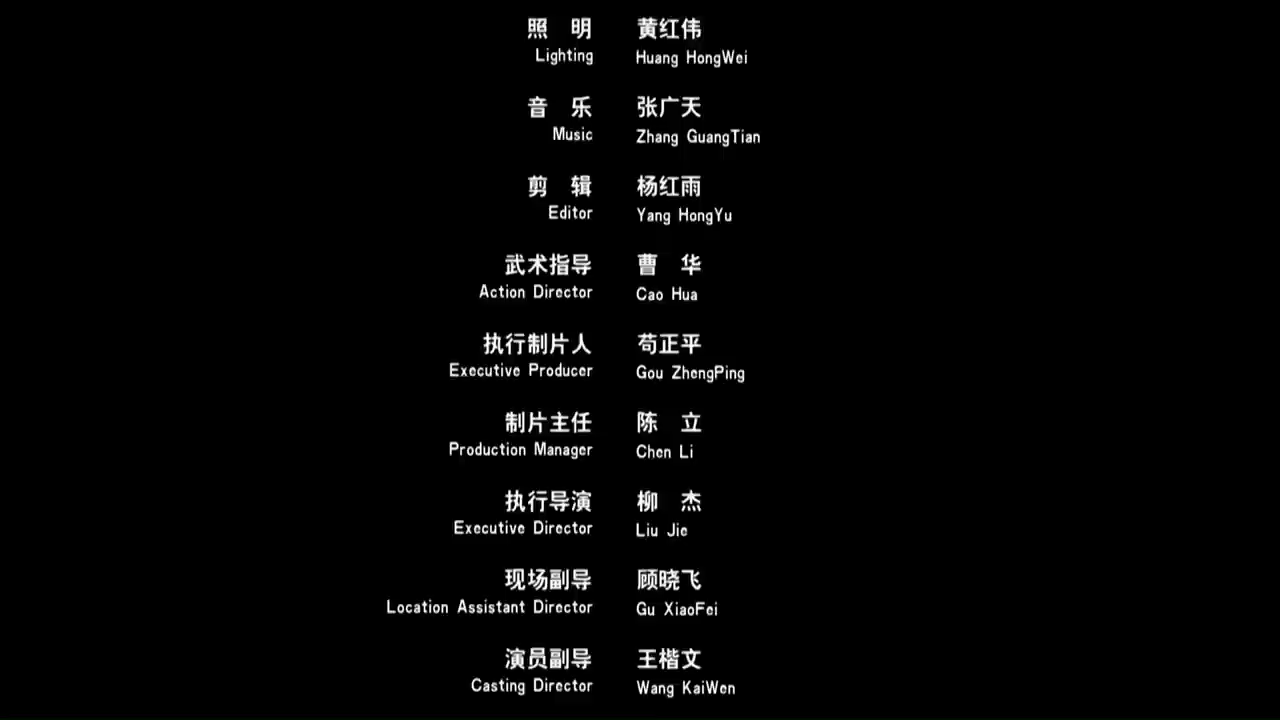 照 明 黄红伟
Lighting Huang HongWei
音 乐 张广天
Music Zhang GuangTian
剪 辑 杨红雨
Editor Yang HongYu
武术指导 曹 华
Action Director Cao Hua
执行制片人 苟正平
Executive Producer Gou ZhengPing
制片主任 陈 立
Production Manager Chen Li
执行导演 柳 杰
Executive Director Liu Jie
现场副导 顾晓飞
Location Assistant Director Gu XiaoFei
演员副导 王楷文
Casting Director Wang KaiWen